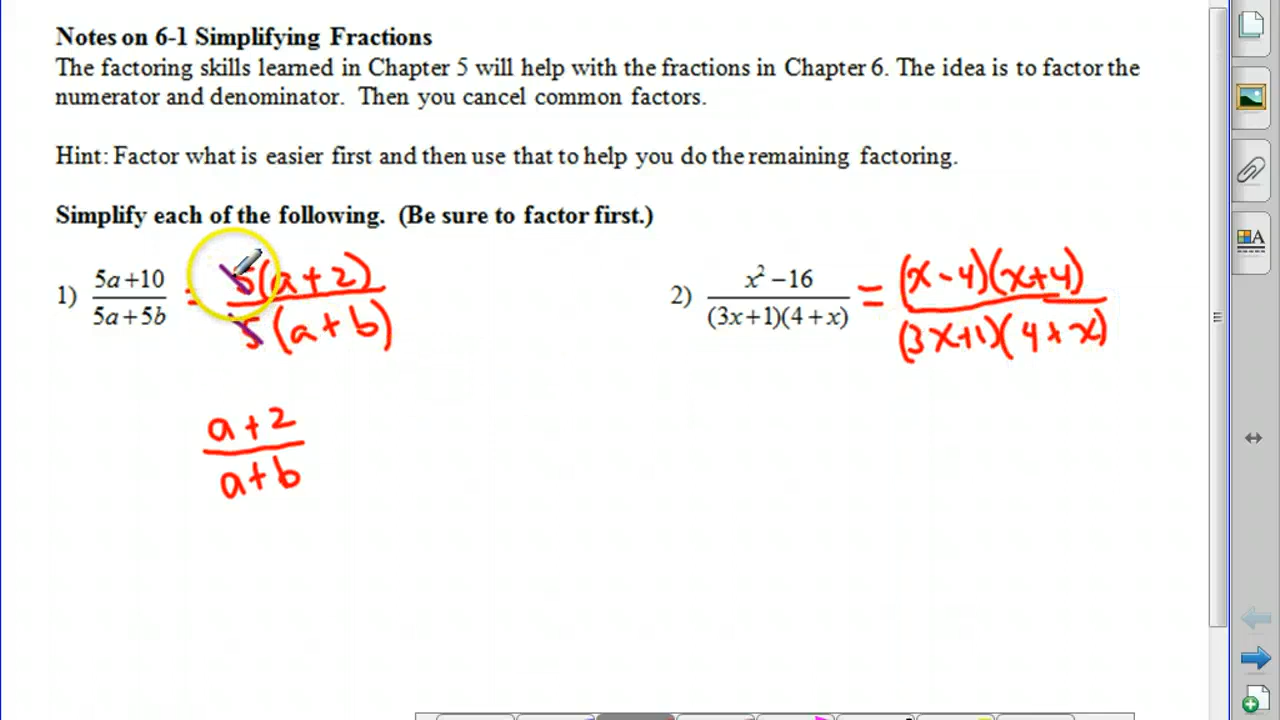 Notes on 6-1 Simplifying Fractions
The factoring skills learned in Chapter 5 will help with the fractions in Chapter 6. The idea is to factor the
numerator and denominator. Then you cancel common factors.
Hint: Factor what is easier first and then use that to help you do the remaining factoring.
Simplify each of the following. (Be sure to factor first.)
1) (5a+10)/(5a+5b) = 5(a+2)/5(a+b)
a+2
a+b
2) (x²−16)/((3x+1)(4+x)) = (x-4)(x+4)/(3x+1)(4+x)